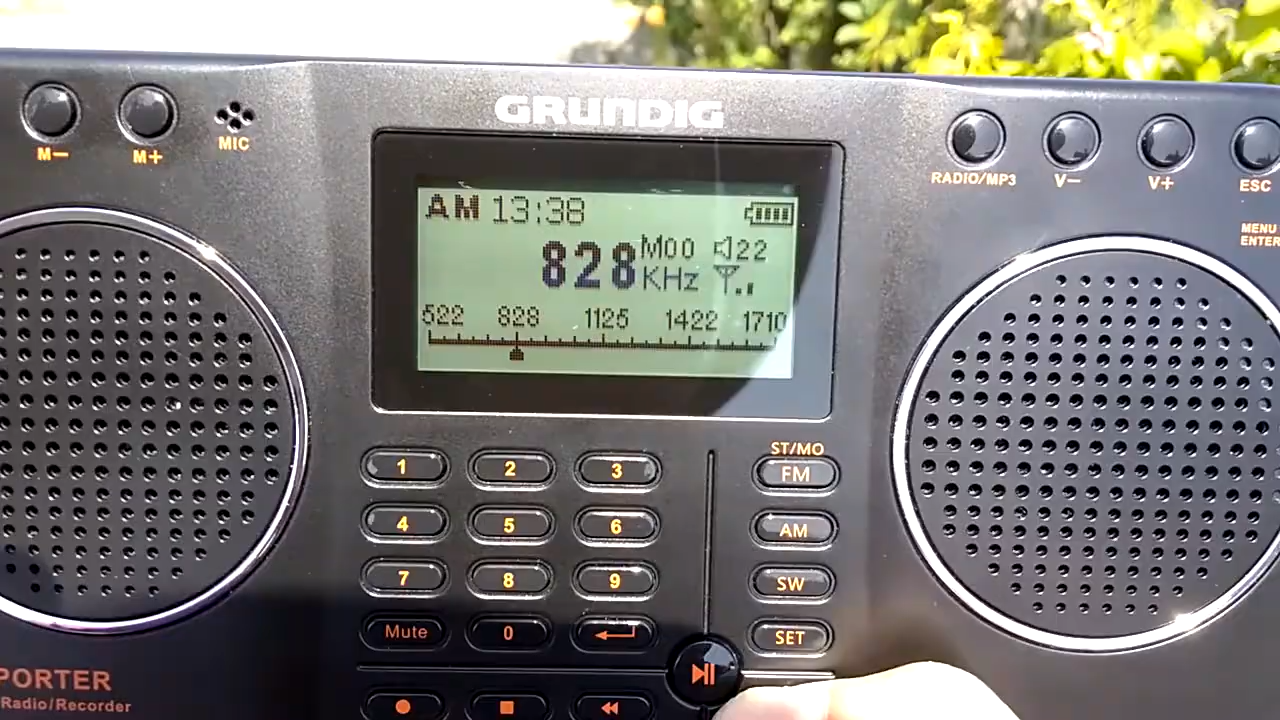 GRUNDIG
M–
M+
MIC
RADIO/MP3
V–
V+
ESC
MENU
ENTER
AM 13:38
828 M00 22
KHz
522 828 1125 1422 1710
ST/MO
1 2 3 FM
4 5 6 AM
7 8 9 SW
Mute 0 SET
PORTER
Radio/Recorder